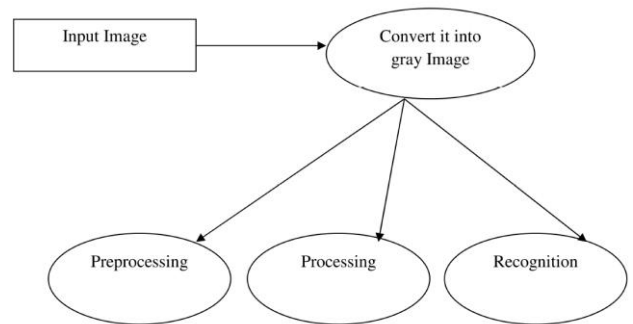 Input Image
Convert it into
gray Image
Preprocessing
Processing
Recognition